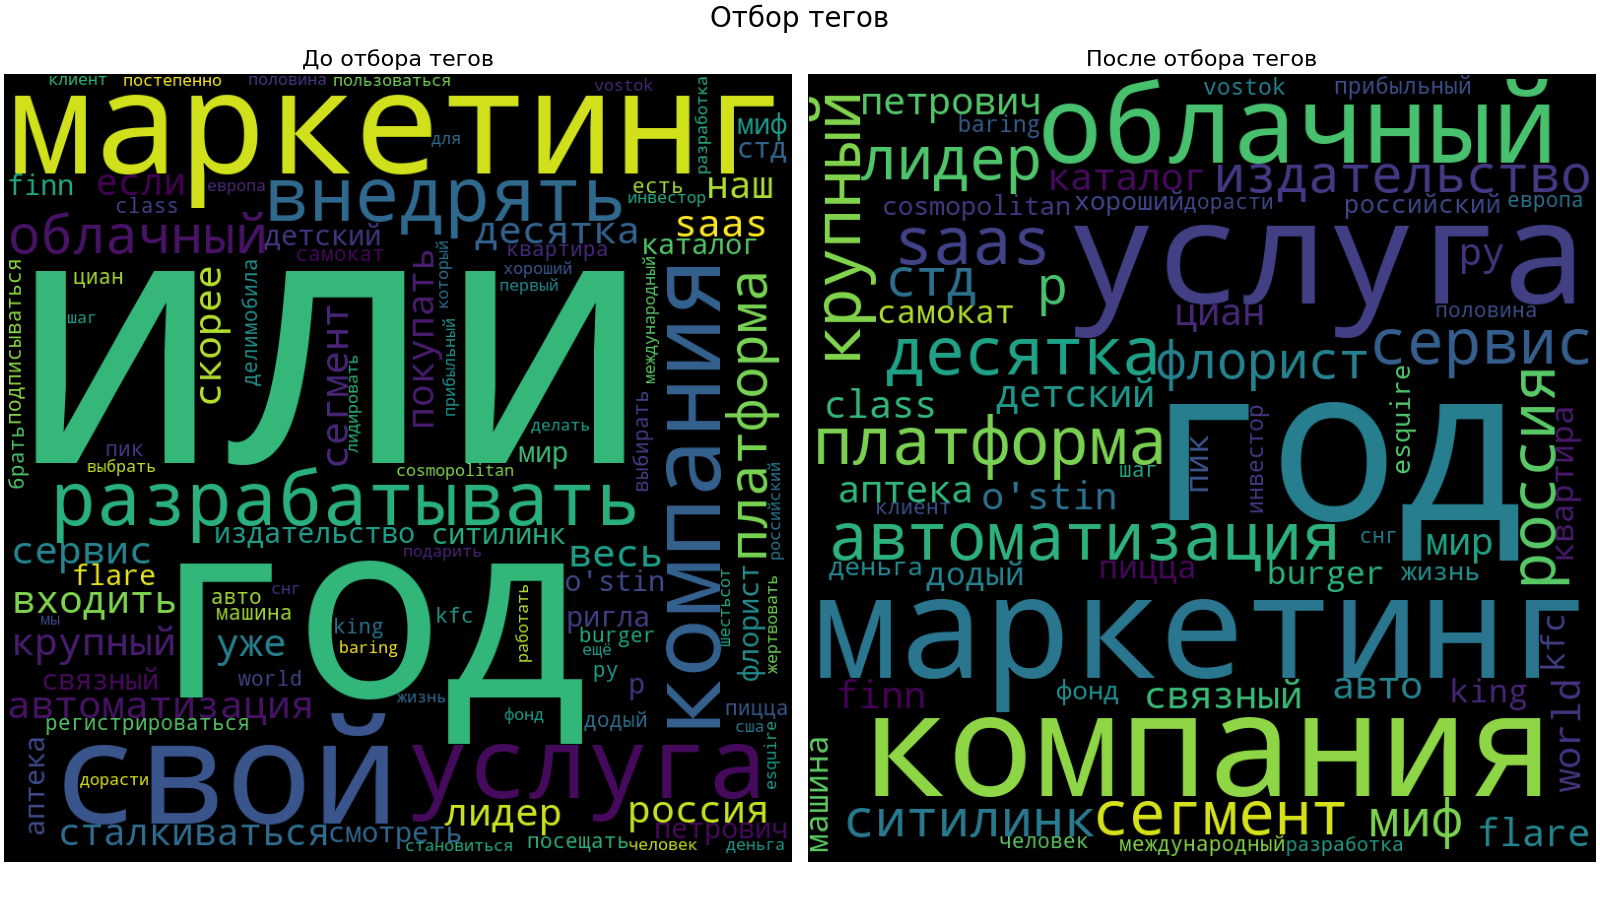 Отбор тегов
До отбора тегов
клиент постепенно половина пользоваться vostok
маркетинг
для
разработка
миф
стд
finn если европа внедрять есть наш
class инвестор
облачный детский десятка saas
самокат квартира каталог
который
хороший
первый
международный
подписываться
циан
шаг
или
скорее
делимобила
сегмент
лидировать
покупать
прибыльный
компания
платформа
делать
мир
выбирать
брать
пик
выбрать
cosmopolitan
российский
разрабатывать
издательство ситилинк
сервис подарить весь
flare o'stin
снг
входить авто
машина
мы
год
king
baring
kfc
работать
ригла
burger
ещё
шестьсот
флорист
жертвовать
крупный уже ру
связный world р
автоматизация жизнь пицца
регистрироваться фонд додый сша
esquire
аптека
свой
дорасти
услуга
лидер россия
сталкиваться смотреть петрович
становиться посещать человек деньга
После отбора тегов
крупный
й
петрович vostok прибыльный
baring облачный
лидер
каталог издательство
cosmopolitan хороший дорасти российский европа
saas услуга ру
стд р
самокат циан половина
десятка флорист сервис
детский esquire
class
россия
платформа год
пик
инвестор
квартира
шаг
аптека o'stin
клиент
автоматизация снг мир
деньга додый пицца burger жизнь
маркетинг
kfc
finn фонд связный авто king
world
компания
машина
ситилинк сегмент миф flare
человек международный разработка